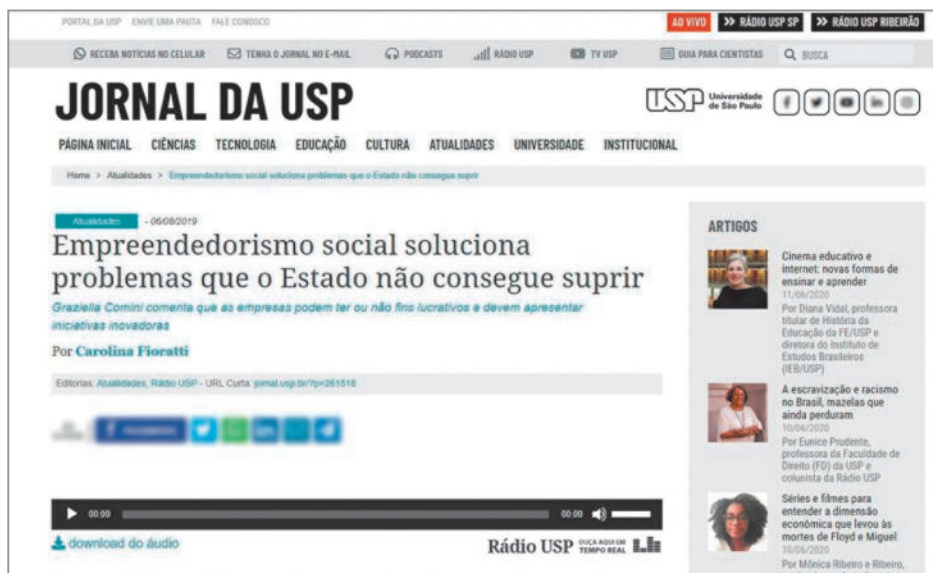 PORTAL DA USP ENVIE UMA PAUTA FALE CONOSCO
AO VIVO >> RÁDIO USP SP >> RÁDIO USP RIBEIRÃO
RECEBA NOTÍCIAS NO CELULAR TENHA O JORNAL NO E-MAIL PODCASTS RÁDIO USP TV USP GUIA PARA CIENTISTAS BUSCA
JORNAL DA USP
USP Universidade
de São Paulo
PÁGINA INICIAL CIÊNCIAS TECNOLOGIA EDUCAÇÃO CULTURA ATUALIDADES UNIVERSIDADE INSTITUCIONAL
Home > Atualidades > Empreendedorismo social soluciona problemas que o Estado não consegue suprir
Atualidades - 06/08/2019
Empreendedorismo social soluciona
problemas que o Estado não consegue suprir
Graziella Comini comenta que as empresas podem ter ou não fins lucrativos e devem apresentar
iniciativas inovadoras
Por Carolina Fioratti
Editorias: Atualidades, Rádio USP - URL Curta: jornal.usp.br/?p=261518
00:00 00:00
download do áudio
Rádio USP OUÇA AQUI EM
TEMPO REAL
ARTIGOS
Cinema educativo e
internet: novas formas de
ensinar e aprender
11/06/2020
Por Diana Vidal, professora
titular de História da
Educação da FE/USP e
diretora do Instituto de
Estudos Brasileiros
(IEB/USP)
A escravização e racismo
no Brasil, mazelas que
ainda perduram
10/06/2020
Por Eunice Prudente,
professora da Faculdade de
Direito (FD) da USP e
colunista da Rádio USP
Séries e filmes para
entender a dimensão
econômica que levou às
mortes de Floyd e Miguel
10/06/2020
Por Mônica Ribeiro e Ribeiro,